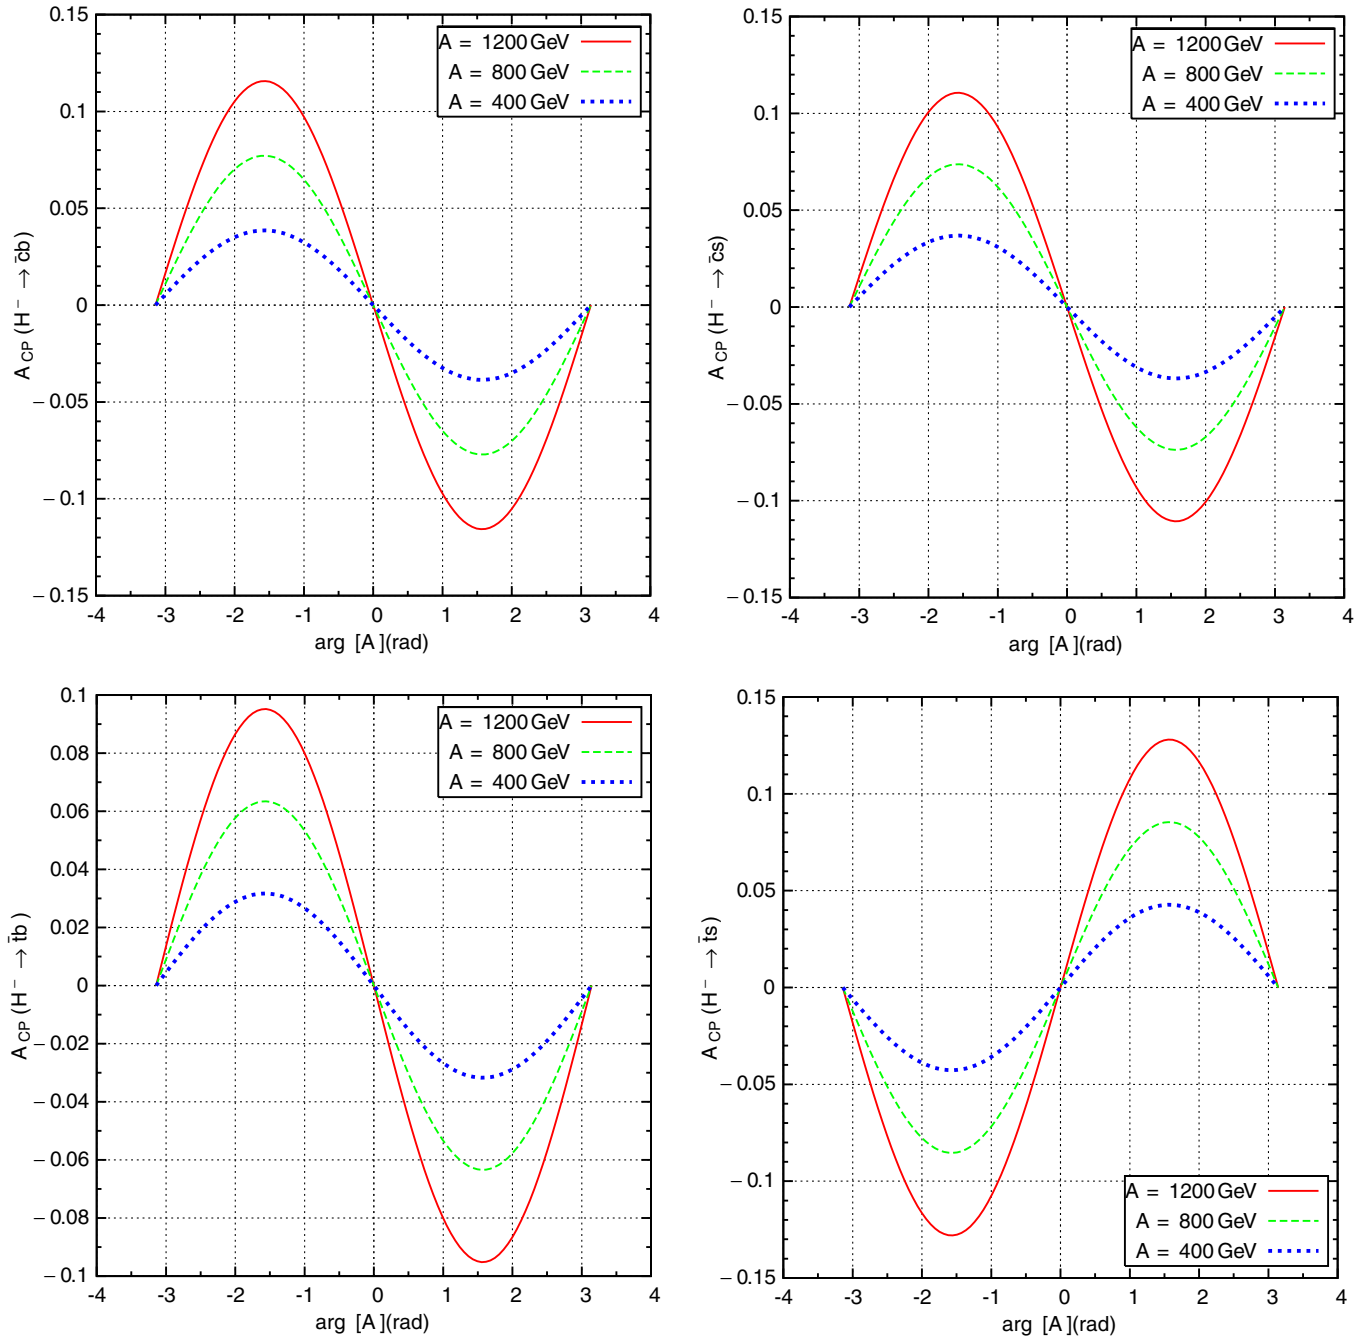 0.15
0.1
0.05
0
−0.05
−0.1
−0.15
-4 -3 -2 -1 0 1 2 3 4
A CP (H⁻ → c̄b)
arg [A](rad)
A = 1200 GeV
A = 800 GeV
A = 400 GeV
0.15
0.1
0.05
0
−0.05
−0.1
−0.15
-4 -3 -2 -1 0 1 2 3 4
A CP (H⁻ → c̄s)
arg [A](rad)
A = 1200 GeV
A = 800 GeV
A = 400 GeV
0.1
0.08
0.06
0.04
0.02
0
−0.02
−0.04
−0.06
−0.08
−0.1
-4 -3 -2 -1 0 1 2 3 4
A CP (H⁻ → t̄b)
arg [A](rad)
A = 1200 GeV
A = 800 GeV
A = 400 GeV
0.15
0.1
0.05
0
−0.05
−0.1
−0.15
-4 -3 -2 -1 0 1 2 3 4
A CP (H⁻ → t̄s)
arg [A](rad)
A = 1200 GeV
A = 800 GeV
A = 400 GeV